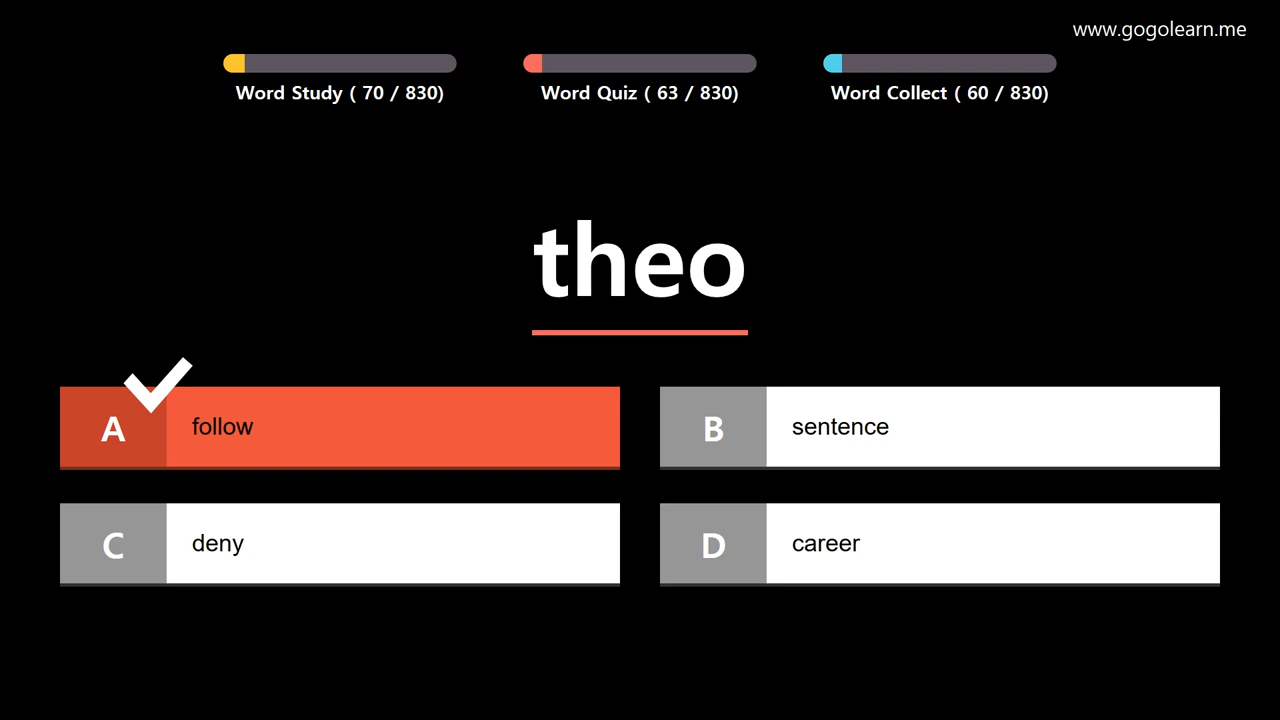 www.gogolearn.me
Word Study ( 70 / 830)
Word Quiz ( 63 / 830)
Word Collect ( 60 / 830)
theo
A follow
B sentence
C deny
D career